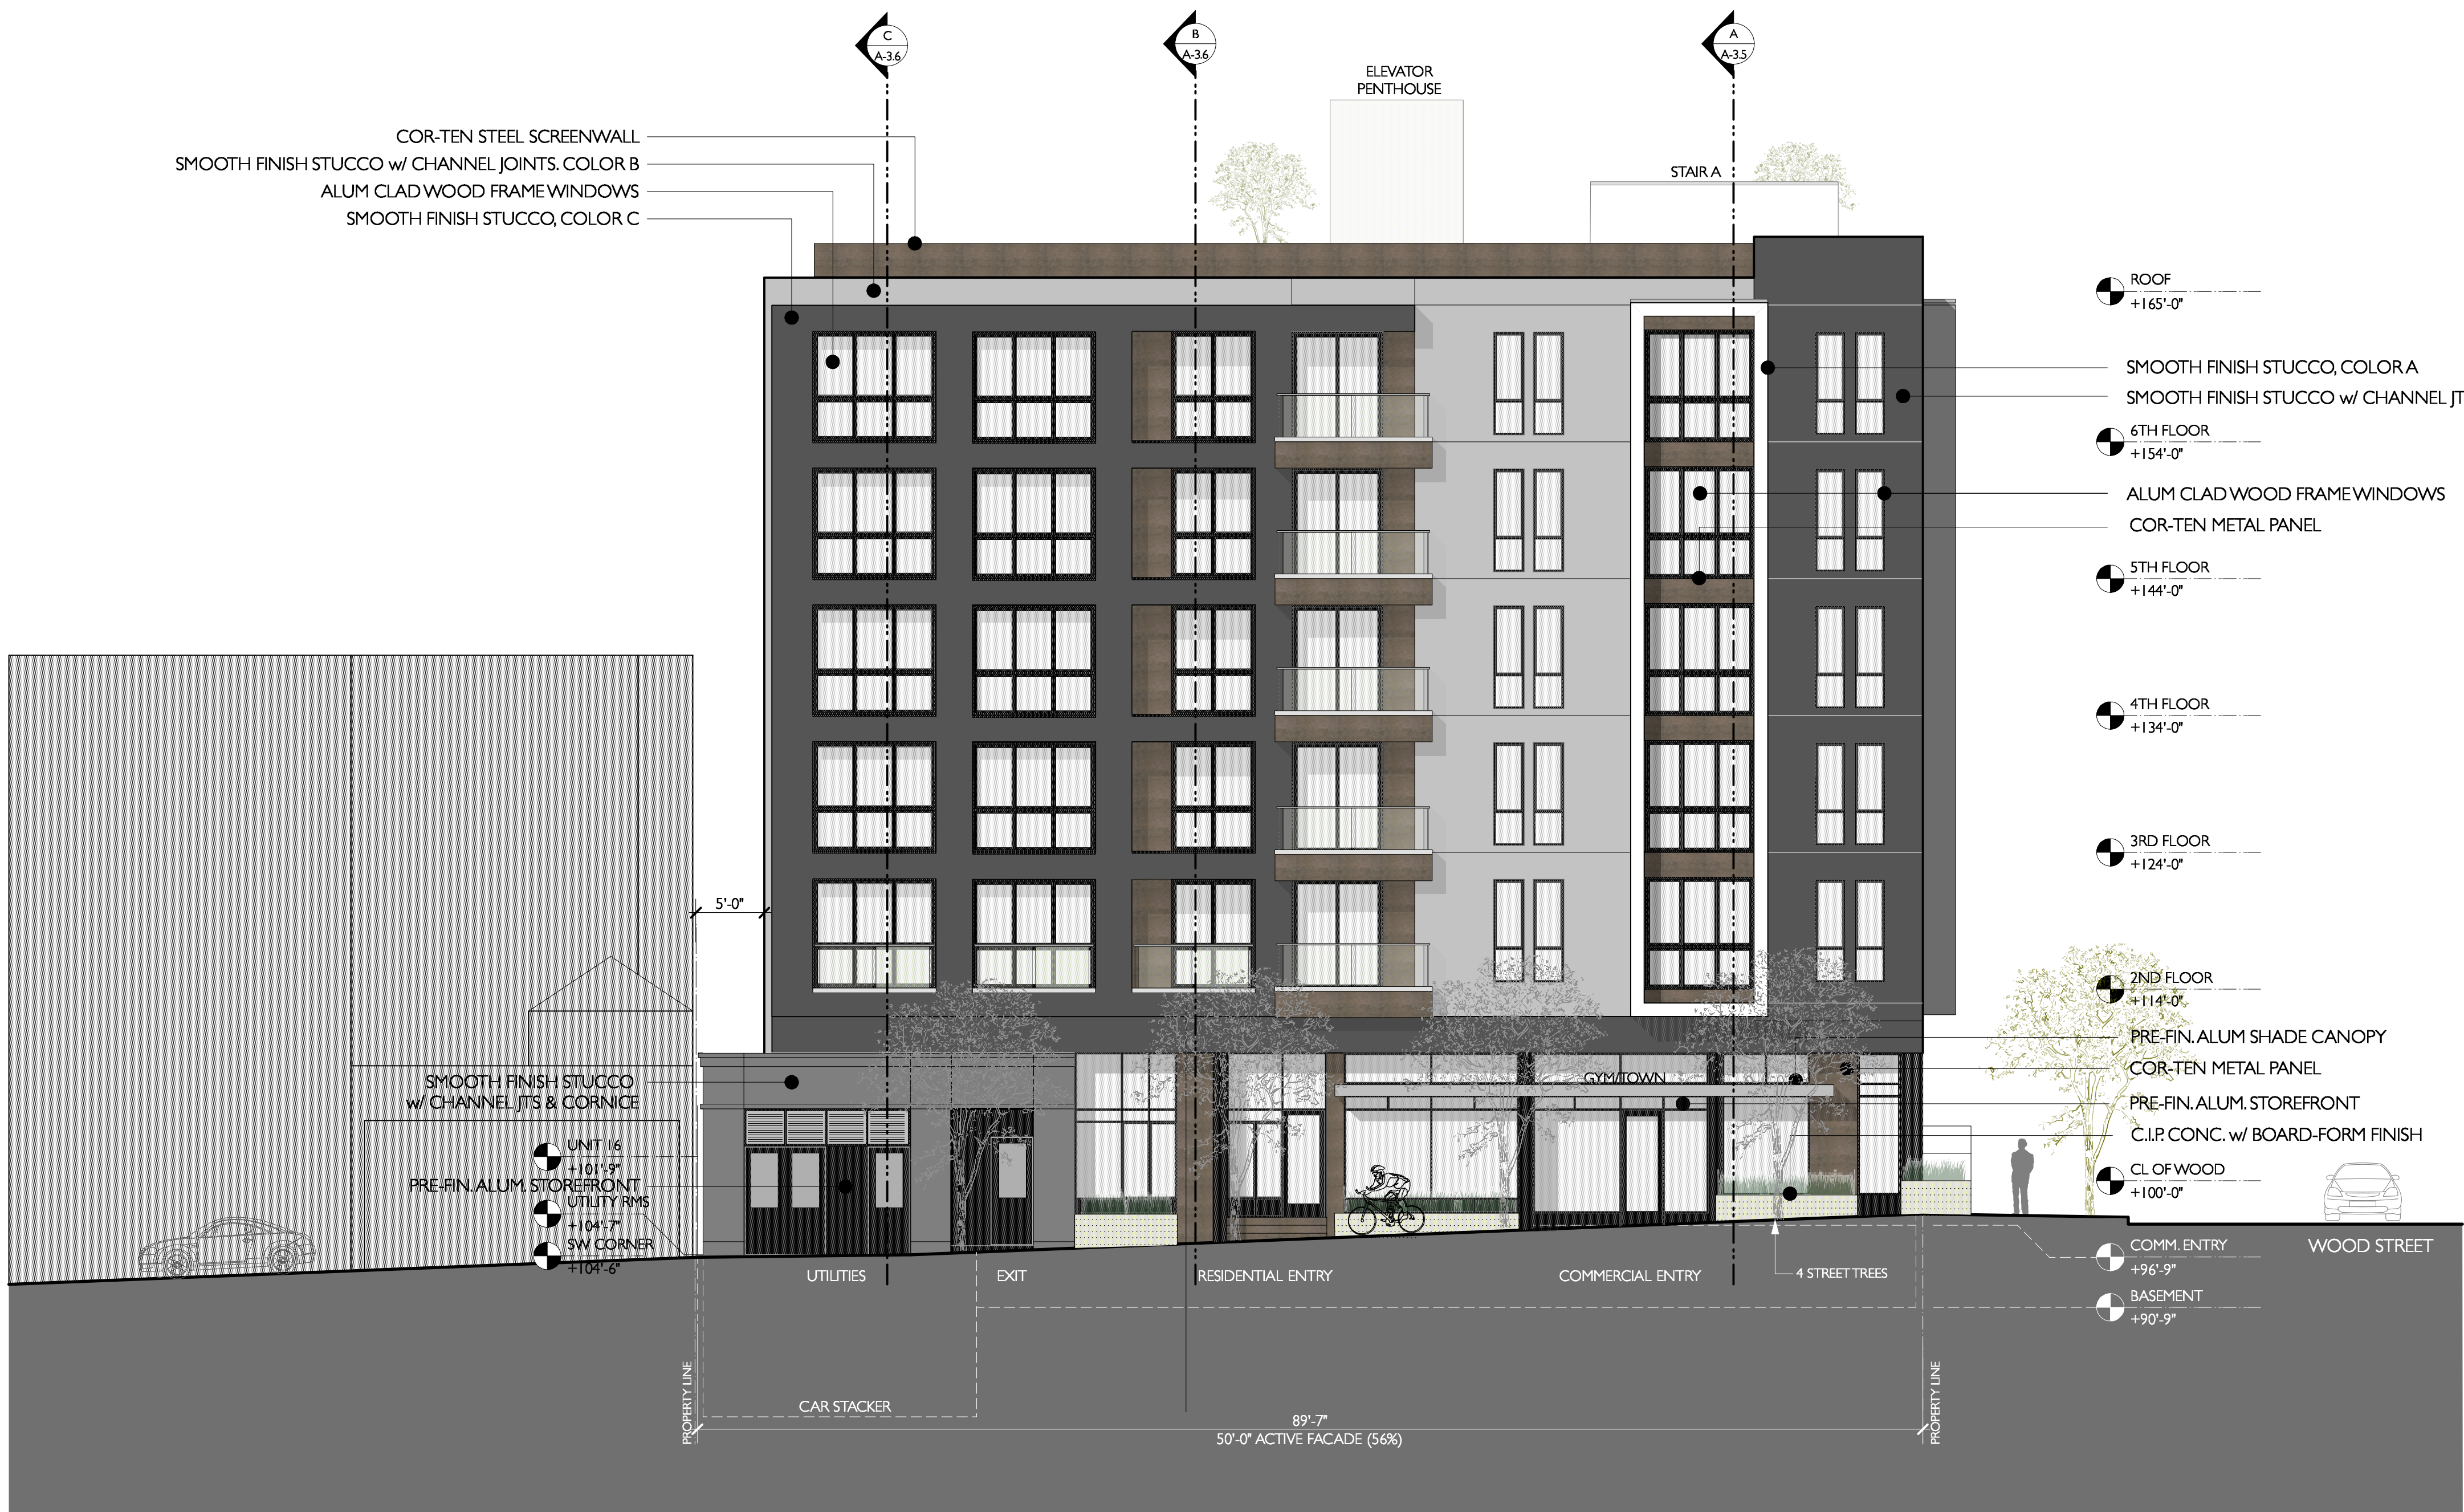 C
A-3.6
B
A-3.6
A
A-3.5
ELEVATOR
PENTHOUSE
COR-TEN STEEL SCREENWALL
SMOOTH FINISH STUCCO w/ CHANNEL JOINTS. COLOR B
ALUM CLAD WOOD FRAME WINDOWS
SMOOTH FINISH STUCCO, COLOR C
STAIR A
ROOF
+165'-0"
SMOOTH FINISH STUCCO, COLOR A
SMOOTH FINISH STUCCO w/ CHANNEL JT
6TH FLOOR
+154'-0"
ALUM CLAD WOOD FRAME WINDOWS
COR-TEN METAL PANEL
5TH FLOOR
+144'-0"
4TH FLOOR
+134'-0"
3RD FLOOR
+124'-0"
5'-0"
2ND FLOOR
+114'-0"
PRE-FIN. ALUM SHADE CANOPY
COR-TEN METAL PANEL
PRE-FIN. ALUM. STOREFRONT
C.I.P. CONC. w/ BOARD-FORM FINISH
CL OF WOOD
+100'-0"
SMOOTH FINISH STUCCO
w/ CHANNEL JTS & CORNICE
GYM/TOWN
UNIT 16
+101'-9"
PRE-FIN. ALUM. STOREFRONT
UTILITY RMS
+104'-7"
SW CORNER
+104'-6"
UTILITIES
EXIT
RESIDENTIAL ENTRY
COMMERCIAL ENTRY
4 STREET TREES
COMM. ENTRY
+96'-9"
WOOD STREET
BASEMENT
+90'-9"
PROPERTY LINE
CAR STACKER
89'-7"
50'-0" ACTIVE FACADE (56%)
PROPERTY LINE